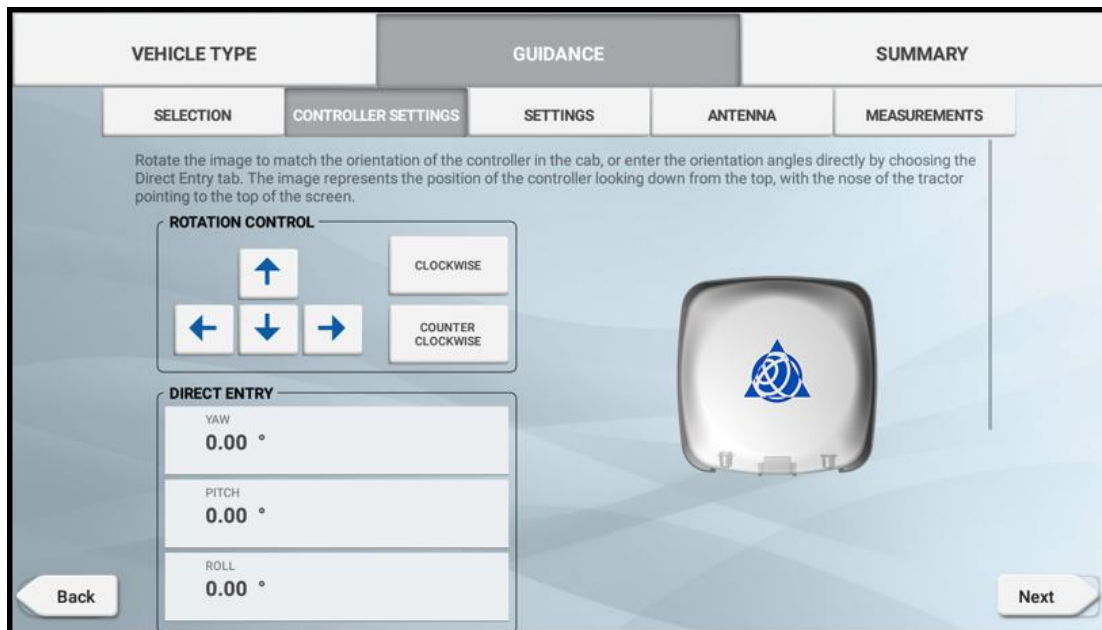 VEHICLE TYPE
GUIDANCE
SUMMARY
SELECTION
CONTROLLER SETTINGS
SETTINGS
ANTENNA
MEASUREMENTS
Rotate the image to match the orientation of the controller in the cab, or enter the orientation angles directly by choosing the
Direct Entry tab. The image represents the position of the controller looking down from the top, with the nose of the tractor
pointing to the top of the screen.
ROTATION CONTROL
CLOCKWISE
COUNTER
CLOCKWISE
DIRECT ENTRY
YAW
0.00 °
PITCH
0.00 °
ROLL
0.00 °
Back
Next